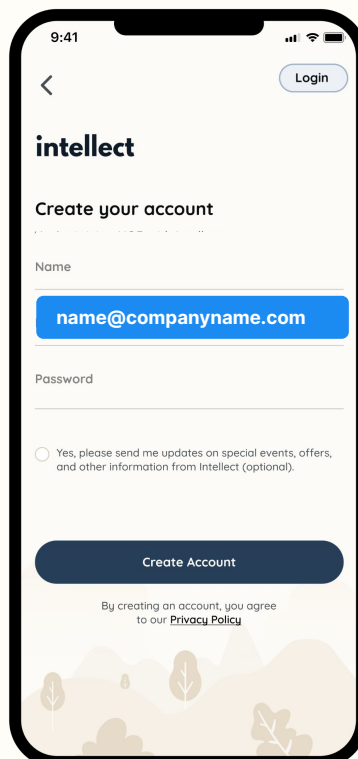 9:41
Login
intellect
Create your account
Name
name@companyname.com
Password
Yes, please send me updates on special events, offers,
and other information from Intellect (optional).
Create Account
By creating an account, you agree
to our Privacy Policy